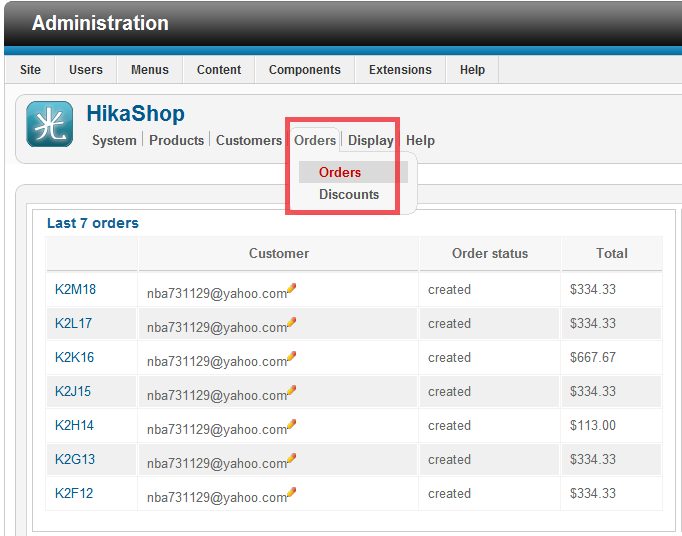 Administration
Site Users Menus Content Components Extensions Help
光 HikaShop
System Products Customers Orders Display Help
Orders
Discounts
Last 7 orders
Customer Order status Total
K2M18 nba731129@yahoo.com created $334.33
K2L17 nba731129@yahoo.com created $334.33
K2K16 nba731129@yahoo.com created $667.67
K2J15 nba731129@yahoo.com created $334.33
K2H14 nba731129@yahoo.com created $113.00
K2G13 nba731129@yahoo.com created $334.33
K2F12 nba731129@yahoo.com created $334.33